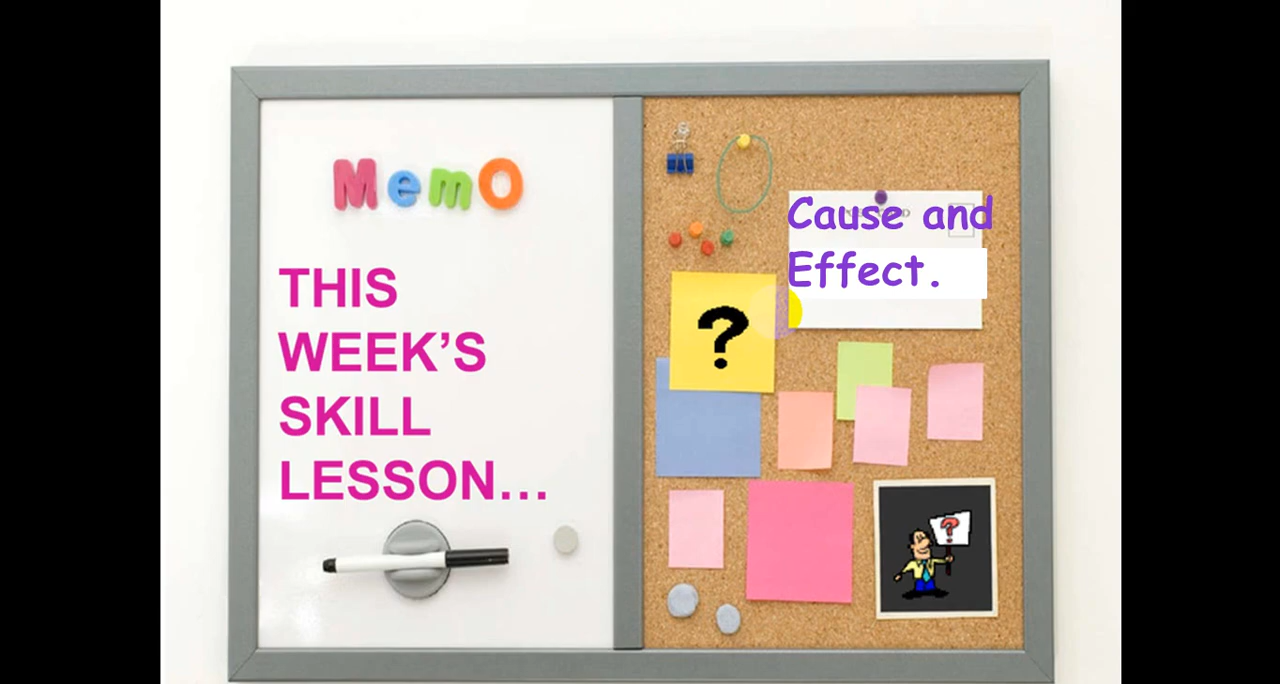 MemO
THIS
WEEK’S
SKILL
LESSON...
Cause and
Effect.
?
?